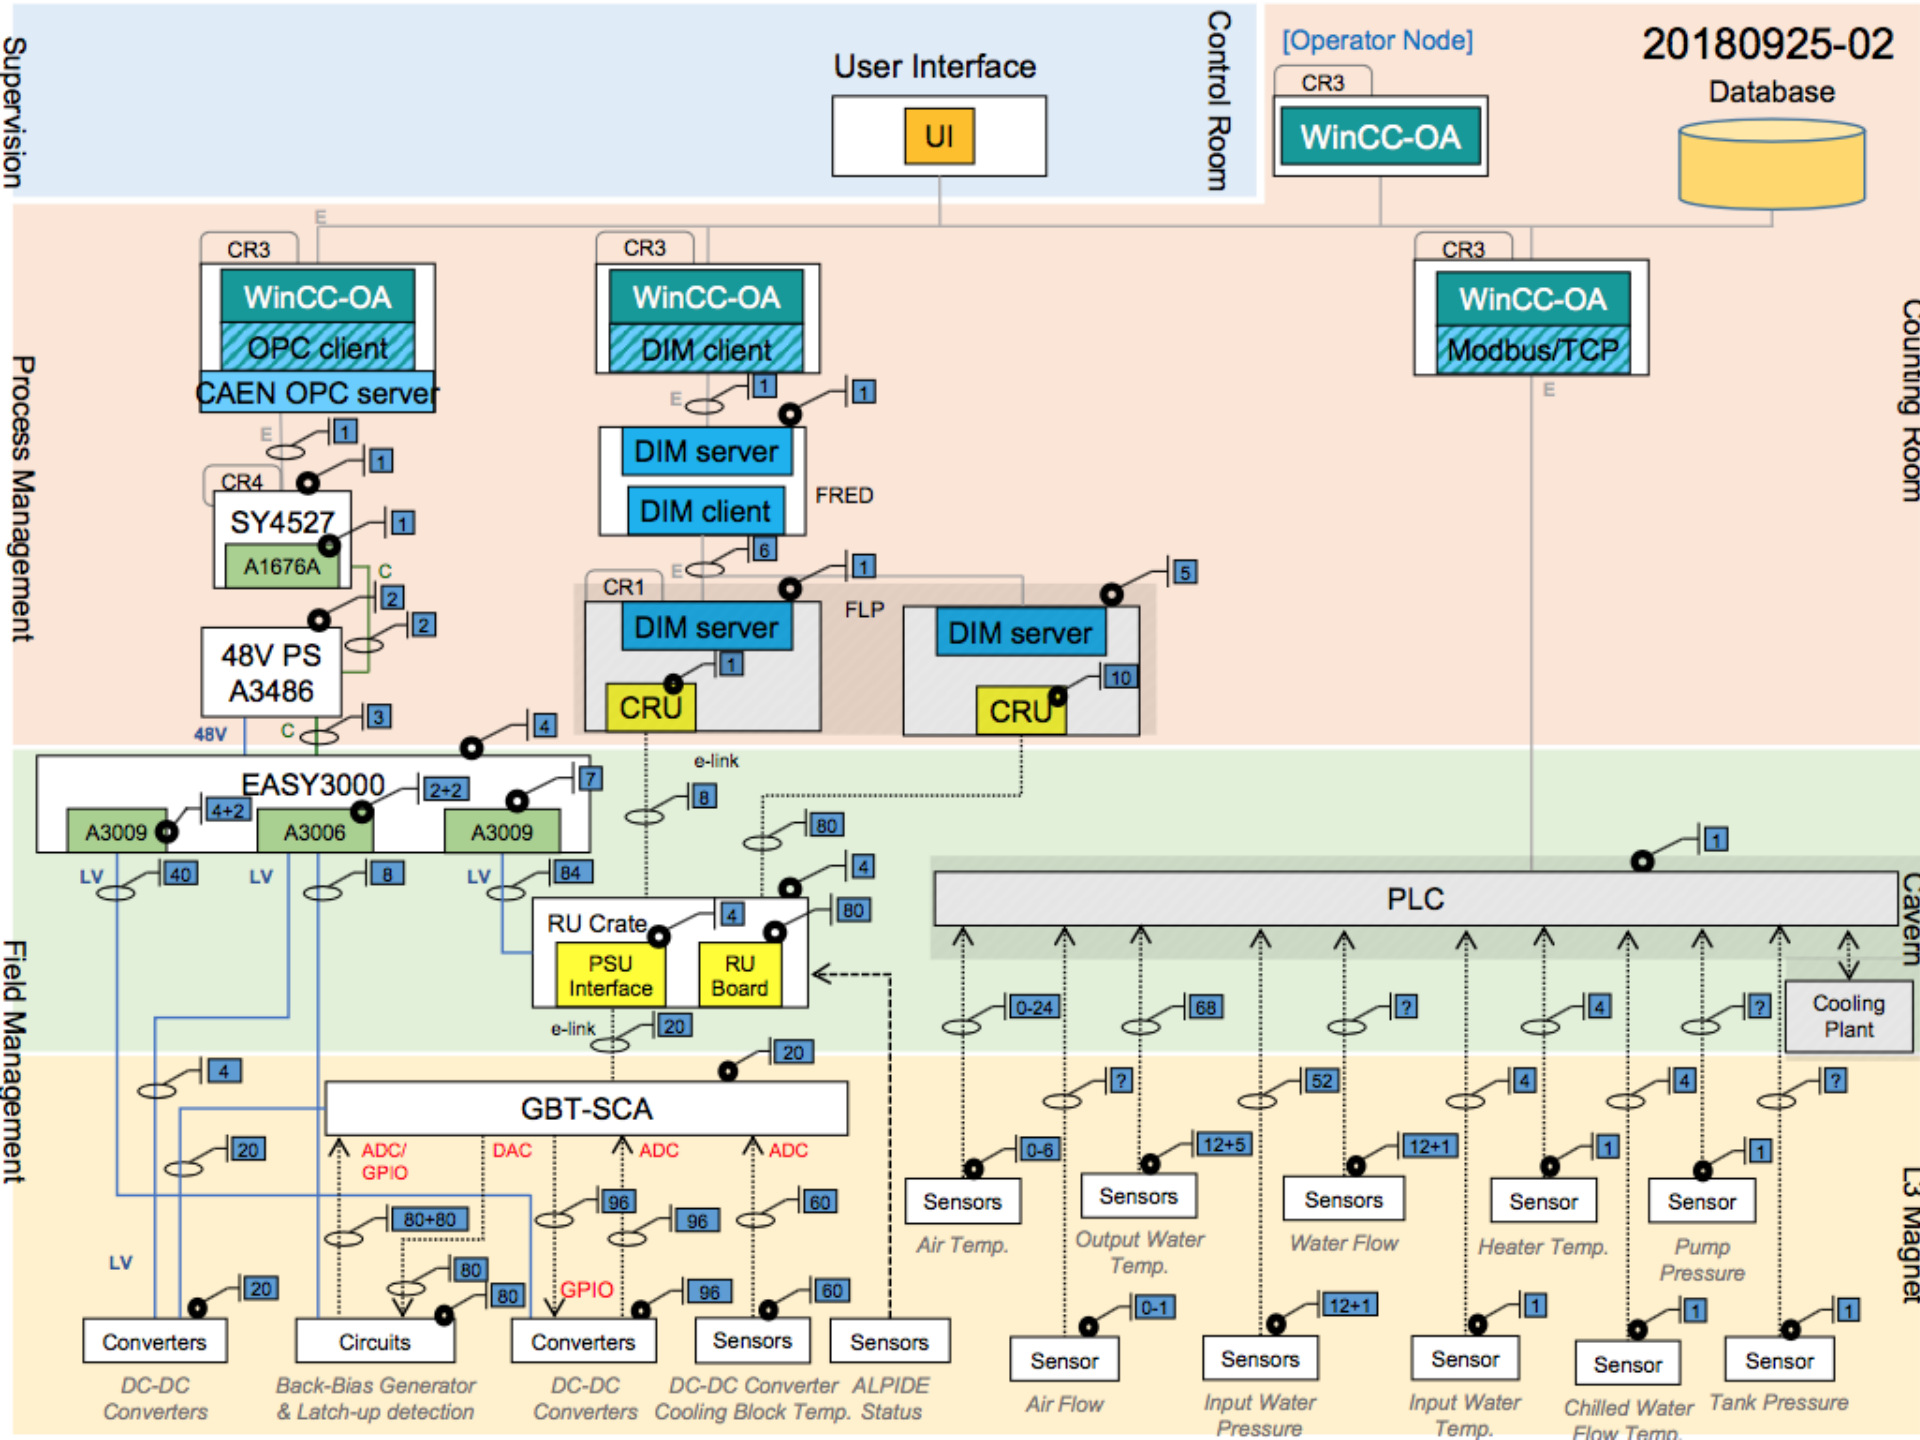 Supervision
User Interface
UI
Control Room
[Operator Node]
CR3
WinCC-OA
20180925-02
Database
Process Management
Counting Room
E
CR3
WinCC-OA
OPC client
CAEN OPC server
E
1
1
CR4
SY4527
1
A1676A
C
2
2
48V PS
A3486
48V
C
3
CR3
WinCC-OA
DIM client
E
1
1
DIM server
DIM client
FRED
E
6
1
CR1
FLP
DIM server
1
CRU
5
DIM server
10
CRU
CR3
WinCC-OA
Modbus/TCP
E
Field Management
Cavern
L3 Magnet
4
EASY3000
4+2
2+2
7
A3009
A3006
A3009
LV
40
LV
8
LV
84
e-link
8
80
4
RU Crate
4
80
PSU
Interface
RU
Board
e-link
20
1
PLC
Cooling
Plant
0-24
68
?
4
?
?
52
4
4
?
4
20
20
GBT-SCA
ADC/
GPIO
DAC
ADC
ADC
80+80
96
96
60
80
GPIO
LV
20
80
96
60
Converters
Circuits
Converters
Sensors
Sensors
DC-DC
Converters
Back-Bias Generator
& Latch-up detection
DC-DC
Converters
DC-DC Converter
Cooling Block Temp.
ALPIDE
Status
0-6
12+5
12+1
1
1
Sensors
Sensors
Sensors
Sensor
Sensor
Air Temp.
Output Water
Temp.
Water Flow
Heater Temp.
Pump
Pressure
0-1
12+1
1
1
1
Sensor
Sensors
Sensor
Sensor
Sensor
Air Flow
Input Water
Pressure
Input Water
Temp.
Chilled Water
Flow Temp.
Tank Pressure